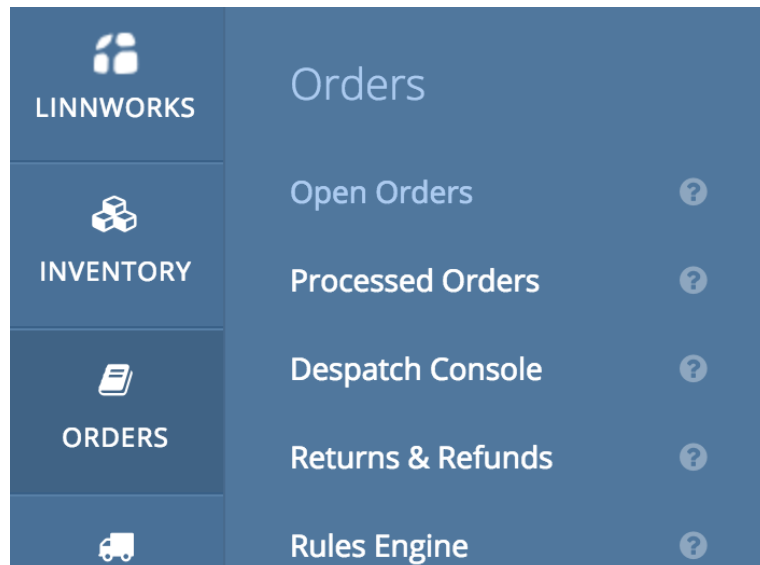 LINNWORKS
INVENTORY
ORDERS
Orders
Open Orders ?
Processed Orders ?
Despatch Console ?
Returns & Refunds ?
Rules Engine ?